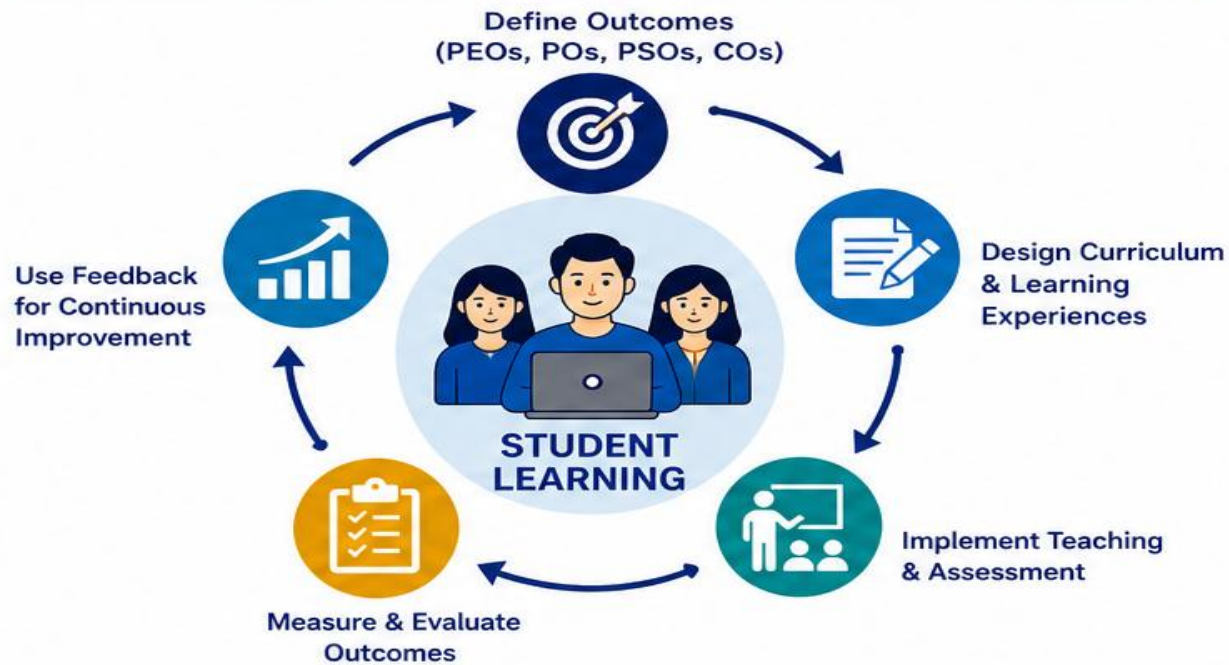 Define Outcomes
(PEOs, POs, PSOs, COs)
Design Curriculum
& Learning
Experiences
Implement Teaching
& Assessment
Measure & Evaluate
Outcomes
Use Feedback
for Continuous
Improvement
STUDENT
LEARNING